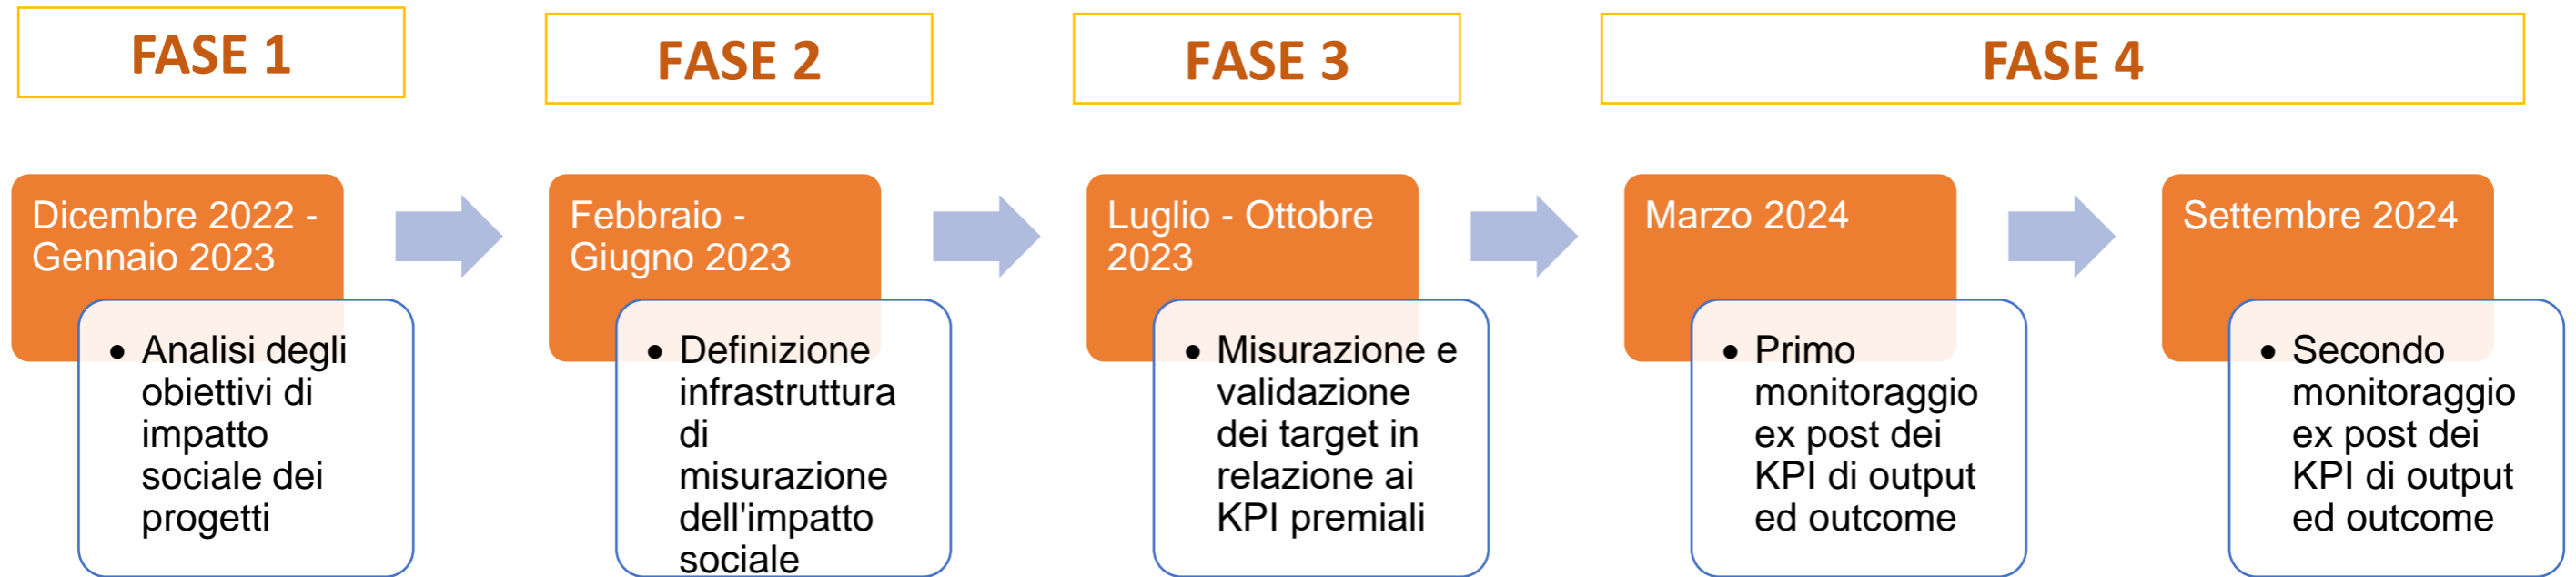 FASE 1
FASE 2
FASE 3
FASE 4
Dicembre 2022 -
Gennaio 2023
• Analisi degli
obiettivi di
impatto
sociale dei
progetti
Febbraio -
Giugno 2023
• Definizione
infrastruttura
di
misurazione
dell'impatto
sociale
Luglio - Ottobre
2023
• Misurazione e
validazione
dei target in
relazione ai
KPI premiali
Marzo 2024
• Primo
monitoraggio
ex post dei
KPI di output
ed outcome
Settembre 2024
• Secondo
monitoraggio
ex post dei
KPI di output
ed outcome